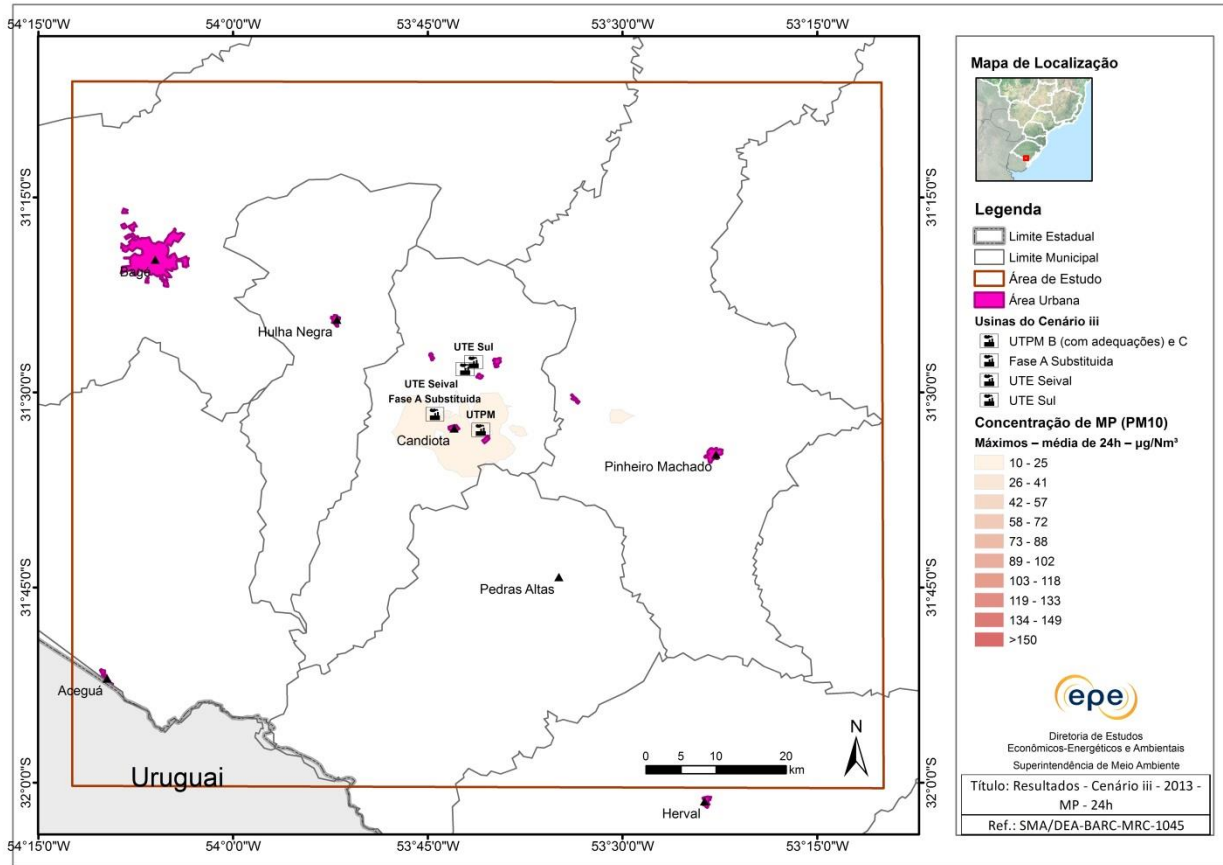 54°15'0"W
54°0'0"W
53°45'0"W
53°30'0"W
53°15'0"W
31°15'0"S
31°30'0"S
31°45'0"S
32°0'0"S
31°15'0"S
31°30'0"S
31°45'0"S
32°0'0"S
54°15'0"W
54°0'0"W
53°45'0"W
53°30'0"W
53°15'0"W
Bagé
Hulha Negra
UTE Sul
UTE Seival
Fase A Substituida
UTPM
Candiota
Pinheiro Machado
Pedras Altas
Aceguá
Uruguai
Herval
N
0 5 10 20
km
Mapa de Localização
Legenda
Limite Estadual
Limite Municipal
Área de Estudo
Área Urbana
Usinas do Cenário iii
UTPM B (com adequações) e C
Fase A Substituida
UTE Seival
UTE Sul
Concentração de MP (PM10)
Máximos – média de 24h – µg/Nm³
10 - 25
26 - 41
42 - 57
58 - 72
73 - 88
89 - 102
103 - 118
119 - 133
134 - 149
>150
epe
Diretoria de Estudos
Econômicos-Energéticos e Ambientais
Superintendência de Meio Ambiente
Título: Resultados - Cenário iii - 2013 -
MP - 24h
Ref.: SMA/DEA-BARC-MRC-1045